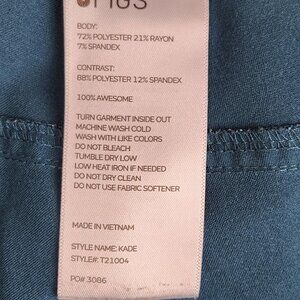 FIGS
BODY:
72% POLYESTER 21% RAYON
7% SPANDEX
CONTRAST:
88% POLYESTER 12% SPANDEX
100% AWESOME
TURN GARMENT INSIDE OUT
MACHINE WASH COLD
WASH WITH LIKE COLORS
DO NOT BLEACH
TUMBLE DRY LOW
LOW HEAT IRON IF NEEDED
DO NOT DRY CLEAN
DO NOT USE FABRIC SOFTENER
MADE IN VIETNAM
STYLE NAME: KADE
STYLE#: T21004
PO# 3086